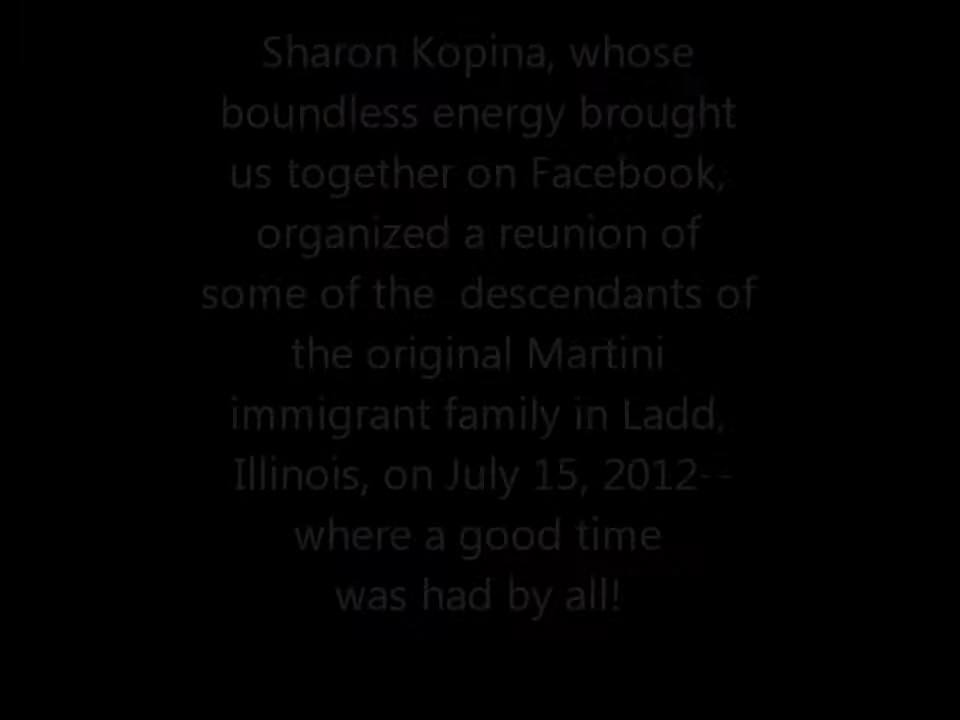 Sharon Kopina, whose
boundless energy brought
us together on Facebook,
organized a reunion of
some of the  descendants of
the original Martini
immigrant family in Ladd,
Illinois, on July 15, 2012--
where a good time
was had by all!